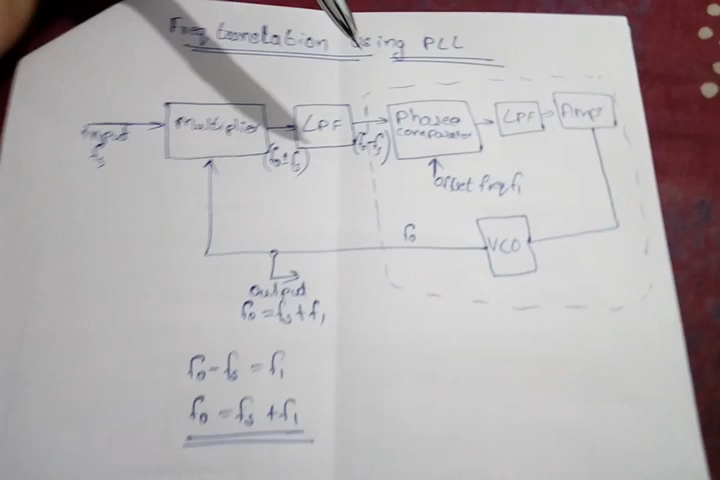 Freq translation using PLL
Input
fs
Multiplier
(fo ± fs)
LPF
(fo-fs)
Phase comparator
offset freq f1
LPF
Ampr
VCO
fo
output
fo = fs + f1
fo - fs = f1
fo = fs + f1